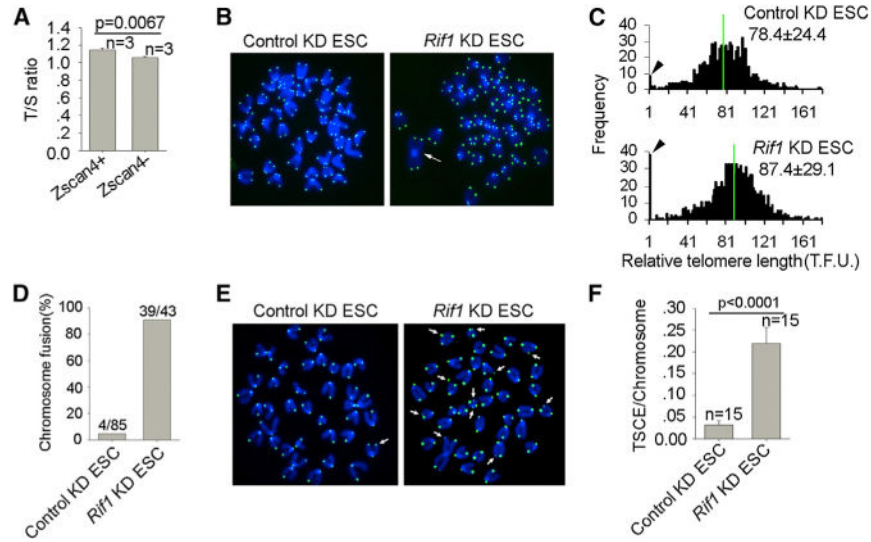 A
p=0.0067
n=3
n=3
T/S ratio
1.4
1.2
1.0
.8
.6
.4
.2
0.0
Zscan4+
Zscan4-
B
Control KD ESC
Rif1 KD ESC
C
Control KD ESC
78.4±24.4
40
30
20
10
0
1
41
81
121
161
Frequency
Rif1 KD ESC
87.4±29.1
40
30
20
10
0
1
41
81
121
161
Relative telomere length(T.F.U.)
D
Chromosome fusion(%)
100
80
60
40
20
0
4/85
39/43
Control KD ESC
Rif1 KD ESC
E
Control KD ESC
Rif1 KD ESC
F
p<0.0001
n=15
n=15
TSCE/Chromosome
.30
.25
.20
.15
.10
.05
0.00
Control KD ESC
Rif1 KD ESC